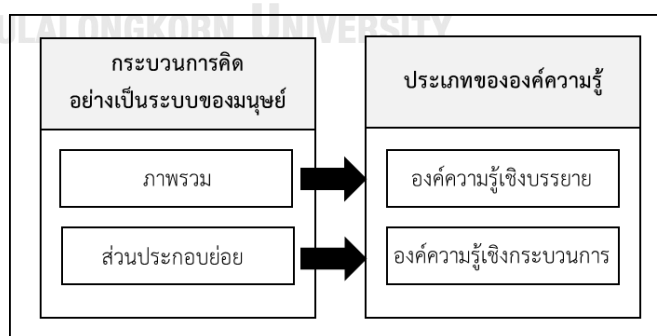 ULALONGKORN UNIVERSITY
กระบวนการคิด
อย่างเป็นระบบของมนุษย์
ประเภทขององค์ความรู้
ภาพรวม
องค์ความรู้เชิงบรรยาย
ส่วนประกอบย่อย
องค์ความรู้เชิงกระบวนการ